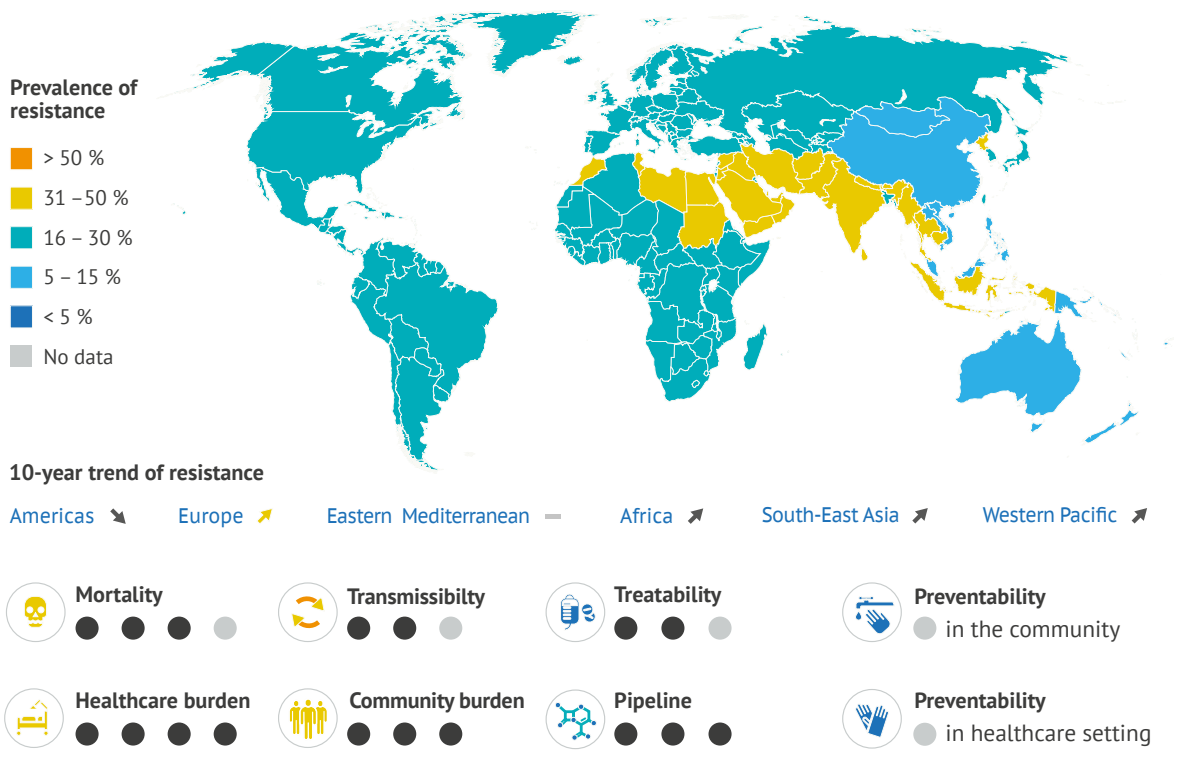 Prevalence of
resistance
> 50 %
31 –50 %
16 – 30 %
5 – 15 %
< 5 %
No data
10-year trend of resistance
Americas
Europe
Eastern Mediterranean
Africa
South-East Asia
Western Pacific
Mortality
Transmissibilty
Treatability
Preventability
in the community
Healthcare burden
Community burden
Pipeline
Preventability
in healthcare setting